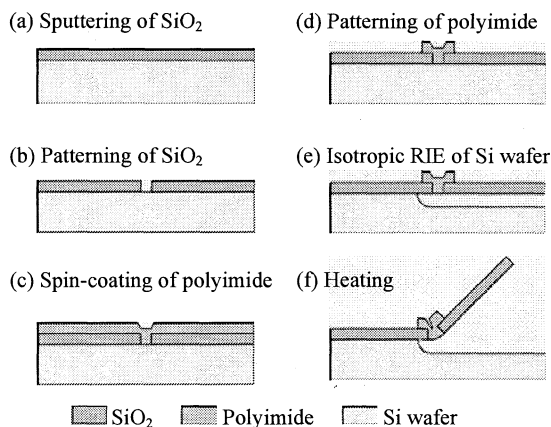 (a) Sputtering of SiO₂
(b) Patterning of SiO₂
(c) Spin-coating of polyimide
(d) Patterning of polyimide
(e) Isotropic RIE of Si wafer
(f) Heating
SiO₂ Polyimide Si wafer